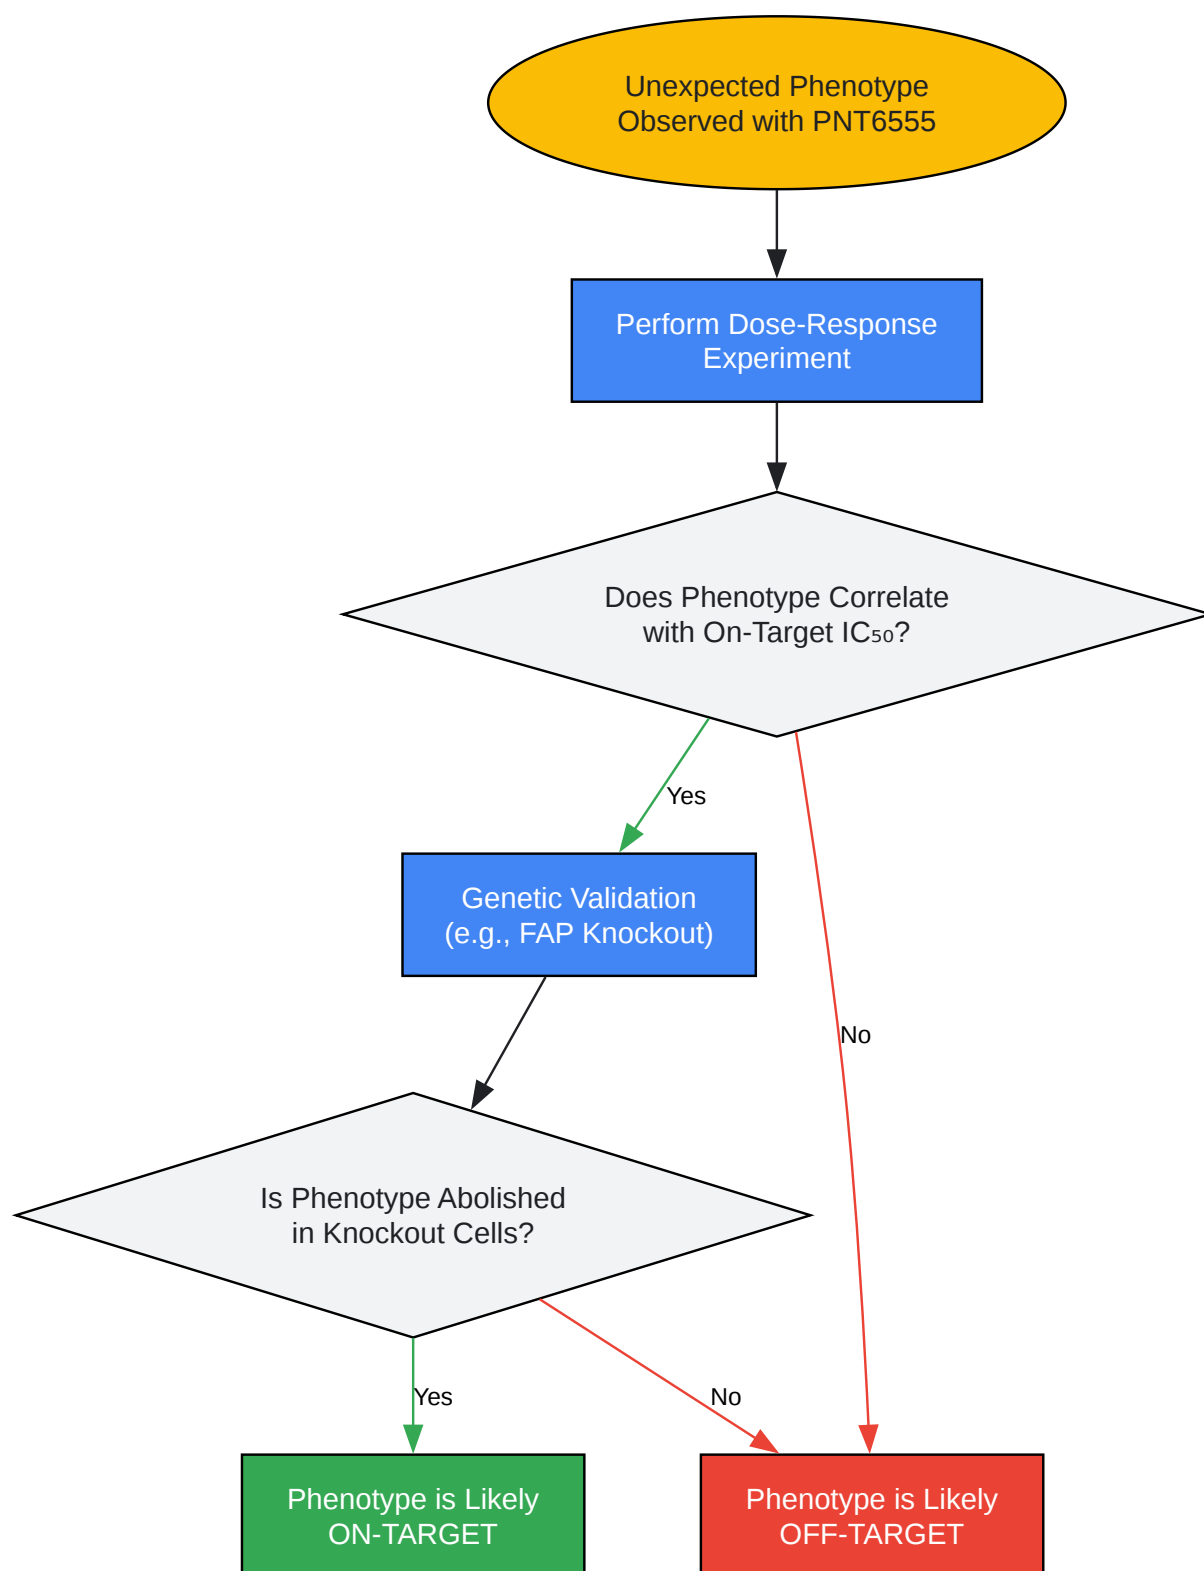 Unexpected Phenotype
Observed with PNT6555
Perform Dose-Response
Experiment
Does Phenotype Correlate
with On-Target IC₅₀?
Yes
Genetic Validation
(e.g., FAP Knockout)
No
Is Phenotype Abolished
in Knockout Cells?
Yes
No
Phenotype is Likely
ON-TARGET
Phenotype is Likely
OFF-TARGET